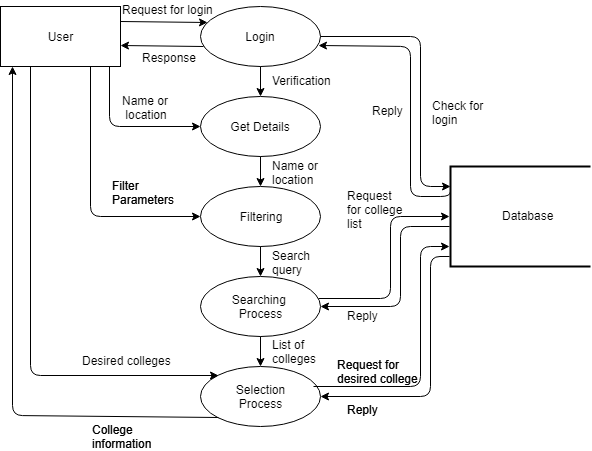 Request for login
User
Login
Response
Verification
Name or
location
Reply
Check for
login
Get Details
Name or
location
Filter
Parameters
Request
for college
list
Filtering
Database
Search
query
Searching
Process
Reply
List of
colleges
Desired colleges
Request for
desired college
Selection
Process
Reply
College
information